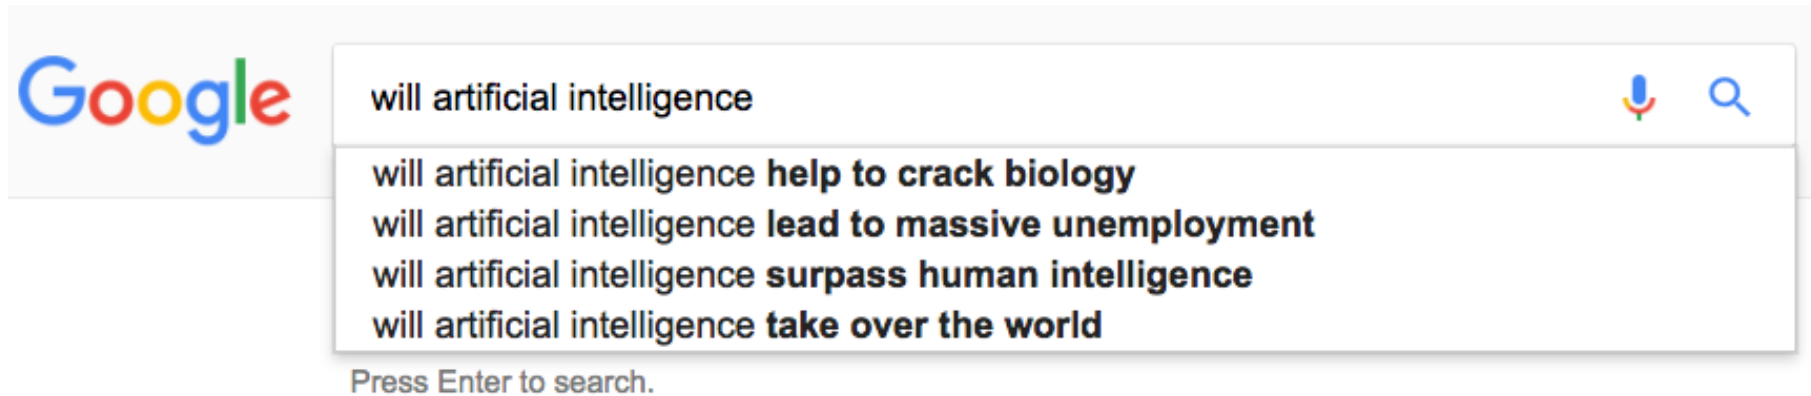 Google
will artificial intelligence
will artificial intelligence help to crack biology
will artificial intelligence lead to massive unemployment
will artificial intelligence surpass human intelligence
will artificial intelligence take over the world
Press Enter to search.